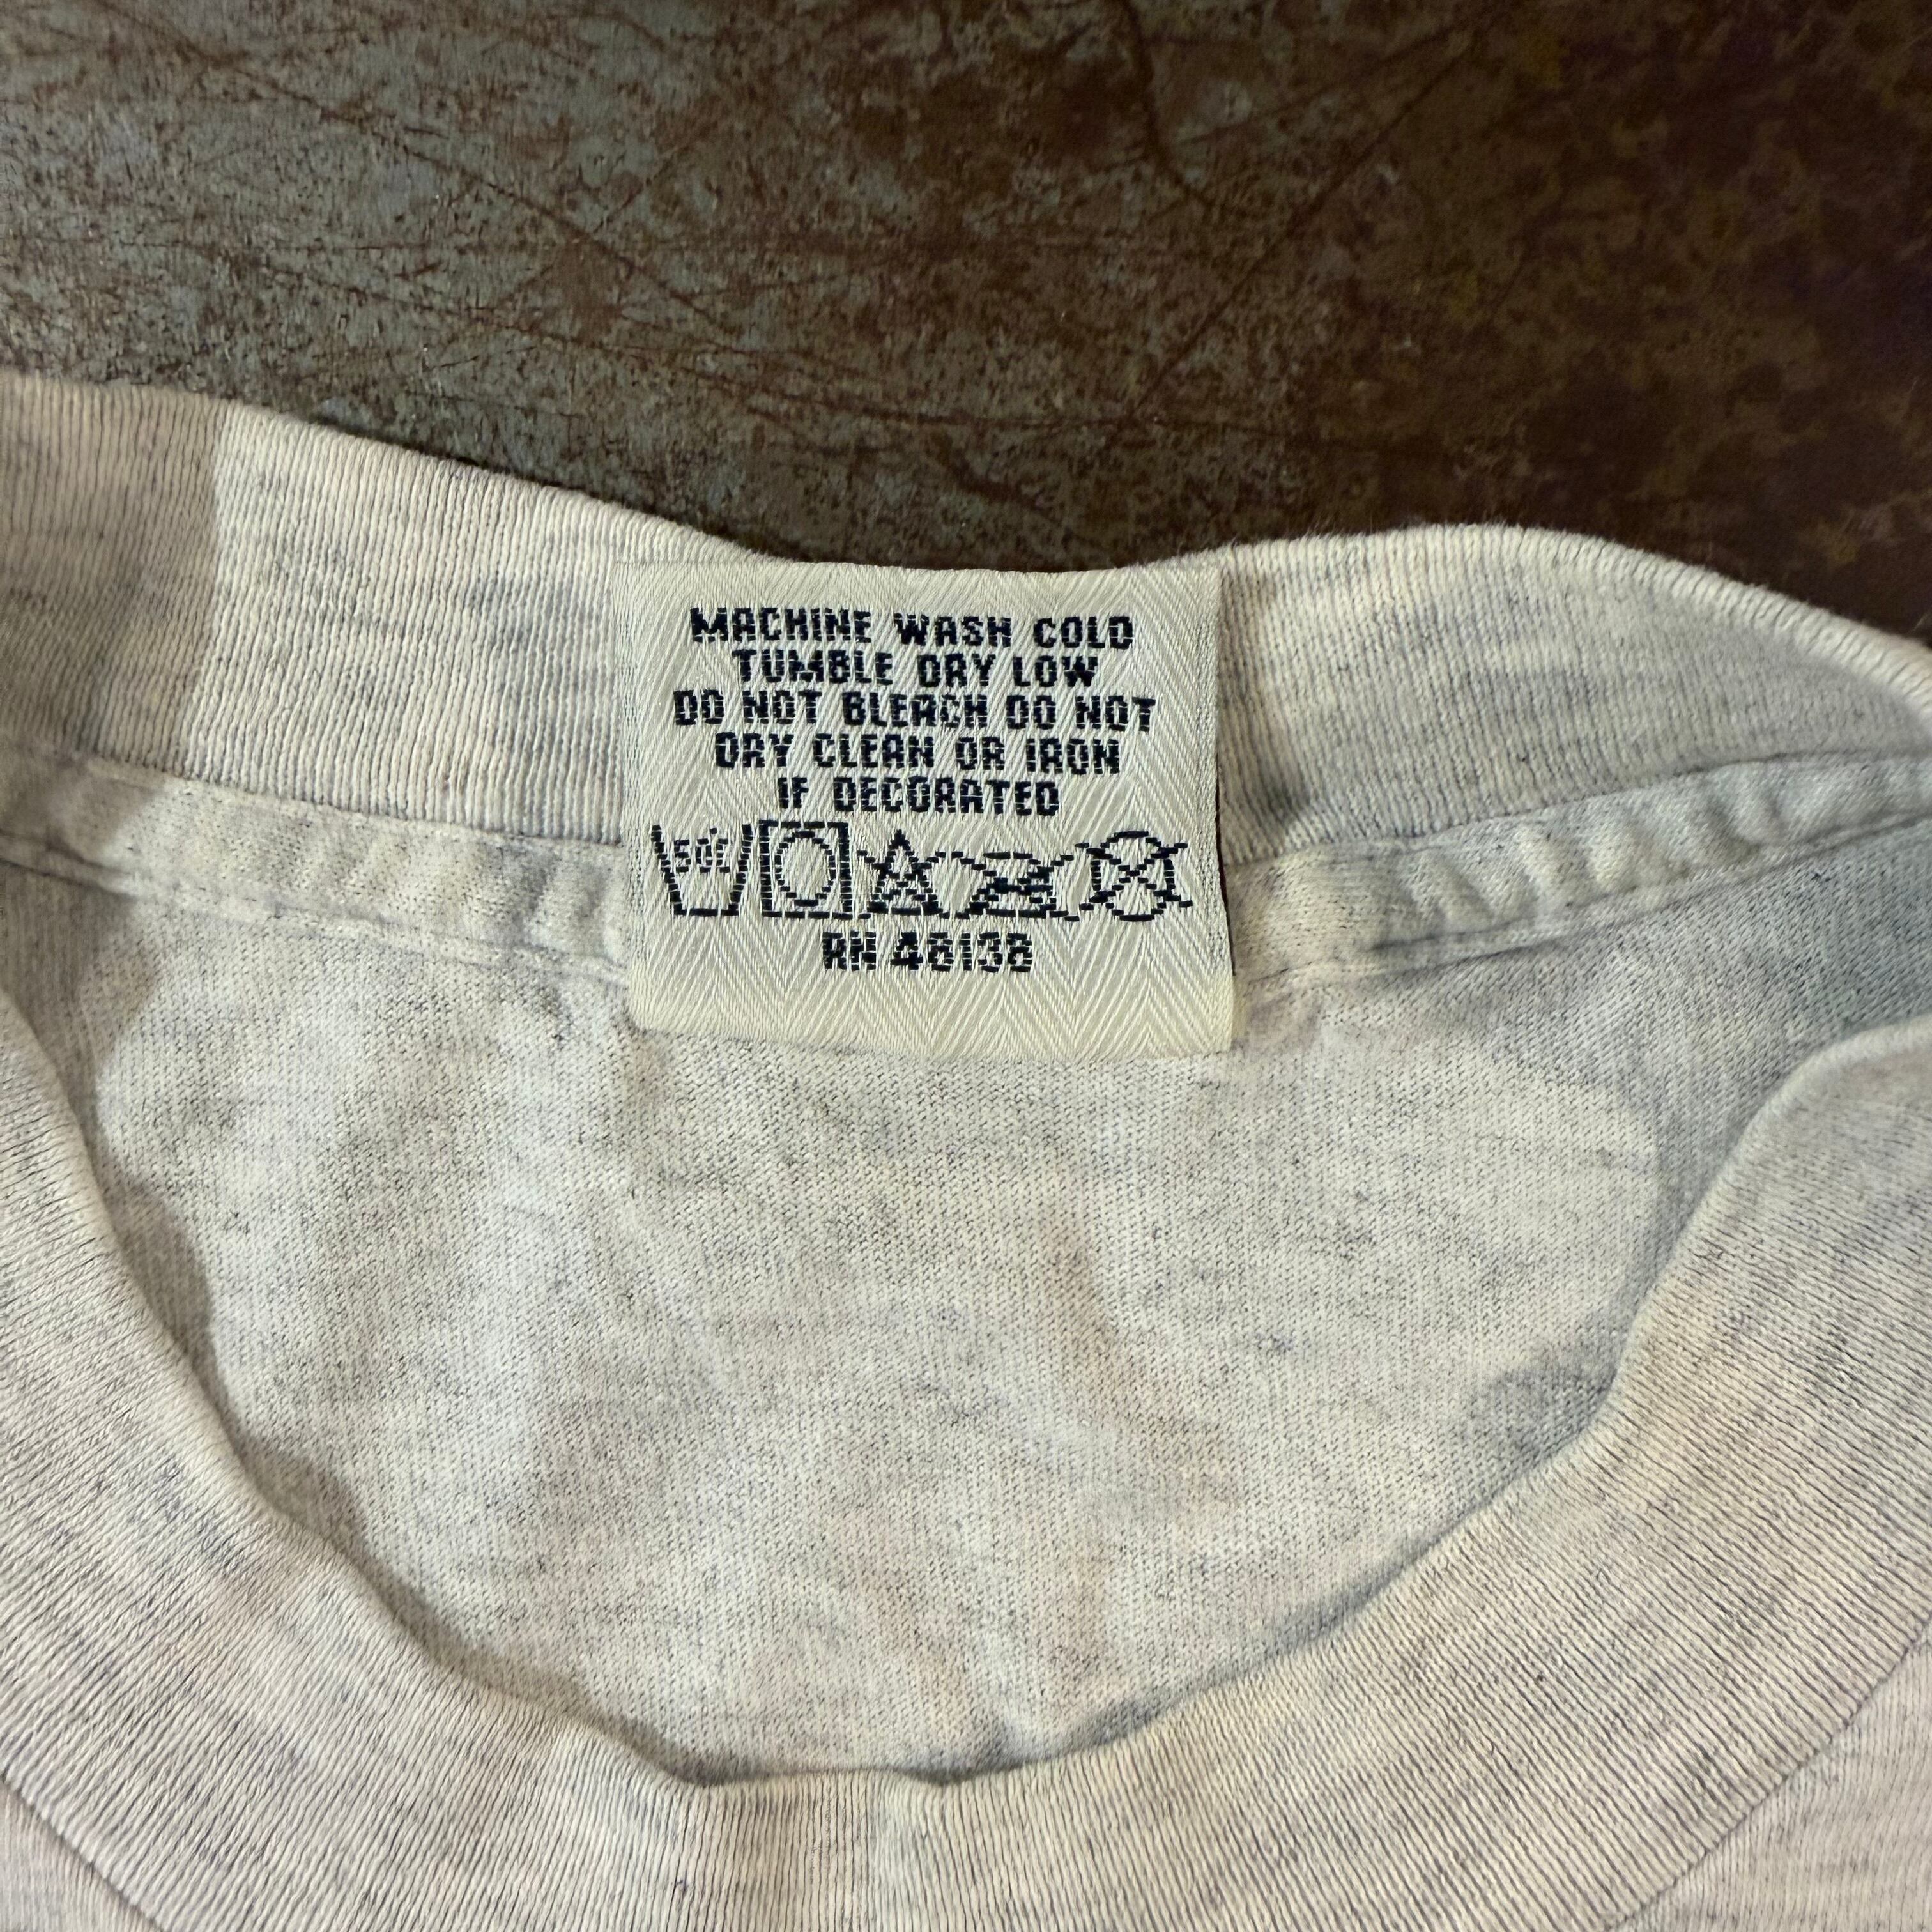 MACHINE WASH COLD
TUMBLE DRY LOW
DO NOT BLEACH DO NOT
DRY CLEAN OR IRON
IF DECORATED
50°C
RN 48138